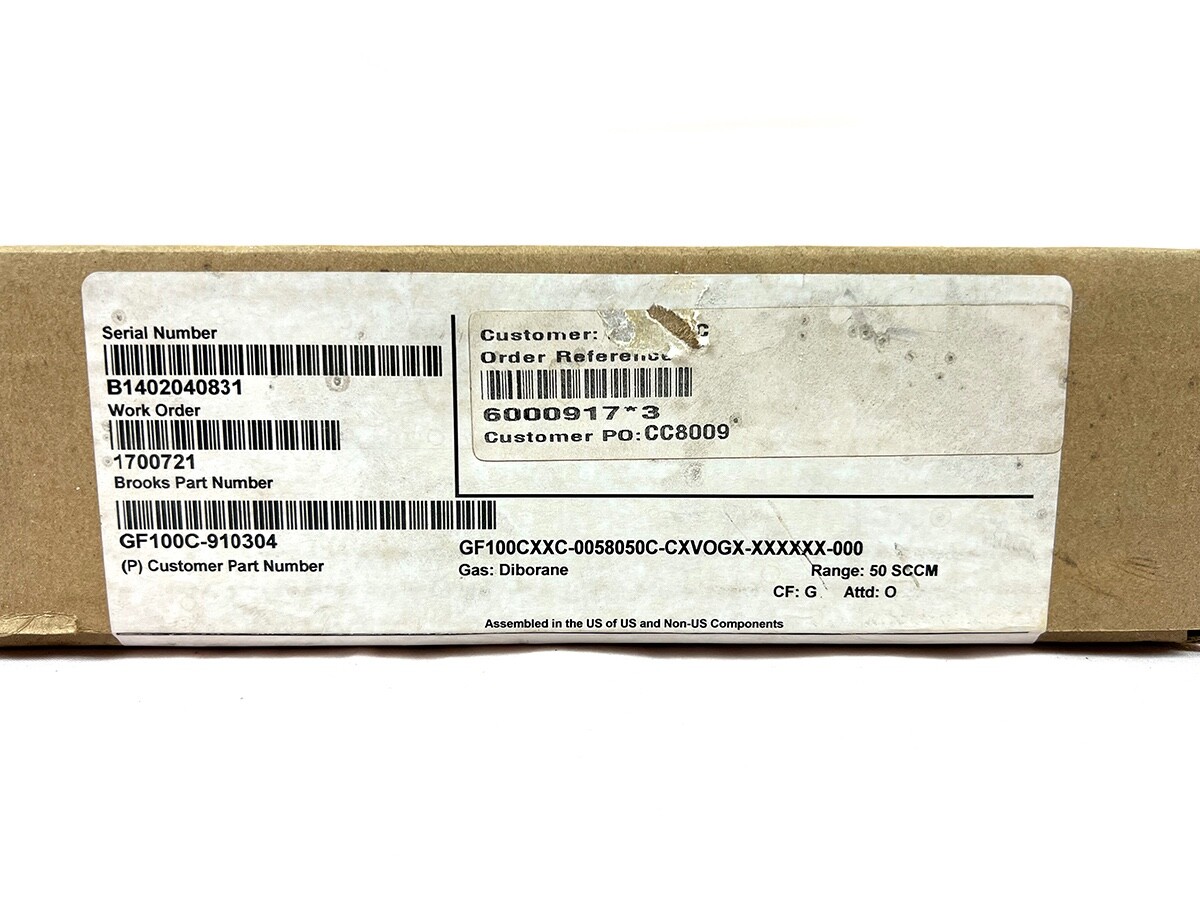 Serial Number
B1402040831
Work Order
1700721
Brooks Part Number
GF100C-910304
(P) Customer Part Number
Customer:
Order Reference
6000917*3
Customer PO:CC8009
GF100CXXC-0058050C-CXVOGX-XXXXXX-000
Gas: Diborane
Range: 50 SCCM
CF: G Attd: O
Assembled in the US of US and Non-US Components